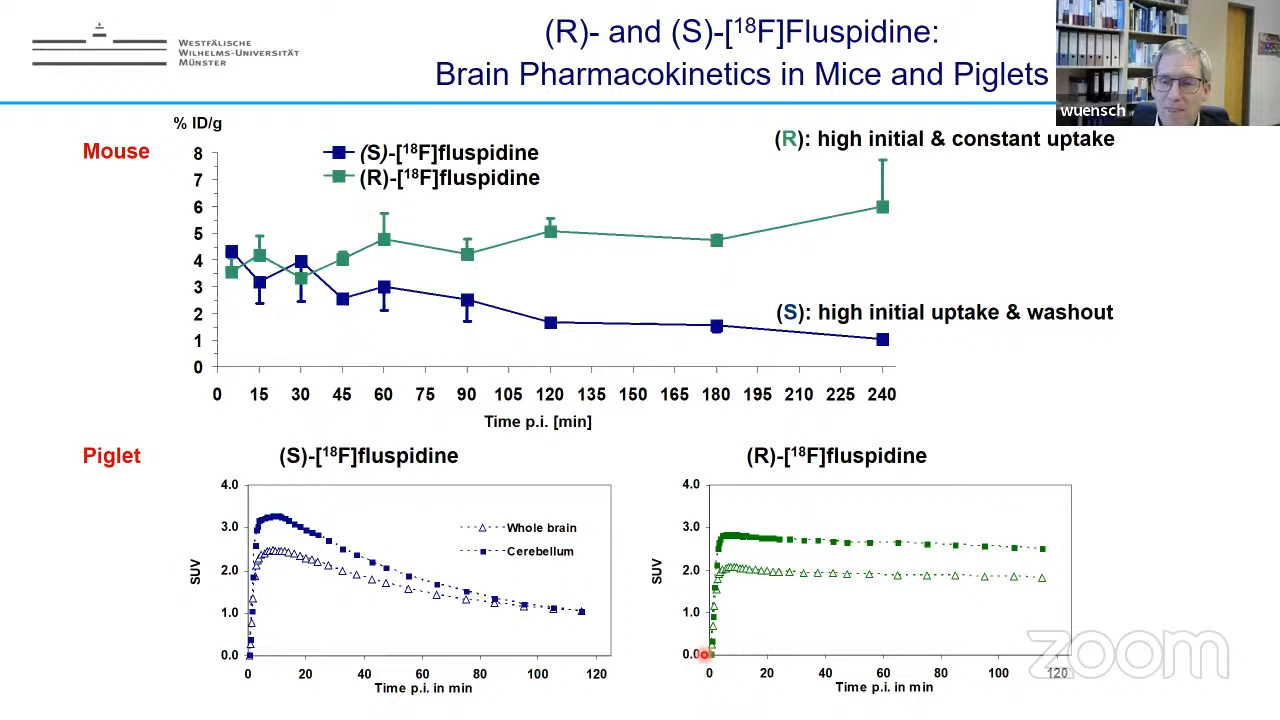 WESTFÄLISCHE
WILHELMS-UNIVERSITÄT
MÜNSTER
(R)- and (S)-[18F]Fluspidine:
Brain Pharmacokinetics in Mice and Piglets
wuensch
% ID/g
Mouse
(S)-[18F]fluspidine
(R)-[18F]fluspidine
(R): high initial & constant uptake
(S): high initial uptake & washout
8
7
6
5
4
3
2
1
0
0 15 30 45 60 75 90 105 120 135 150 165 180 195 210 225 240
Time p.i. [min]
Piglet
(S)-[18F]fluspidine
4.0
3.0
2.0
1.0
0.0
SUV
Whole brain
Cerebellum
0 20 40 60 80 100 120
Time p.i. in min
(R)-[18F]fluspidine
4.0
3.0
2.0
1.0
0.0
SUV
0 20 40 60 80 100 120
Time p.i. in min
zoom